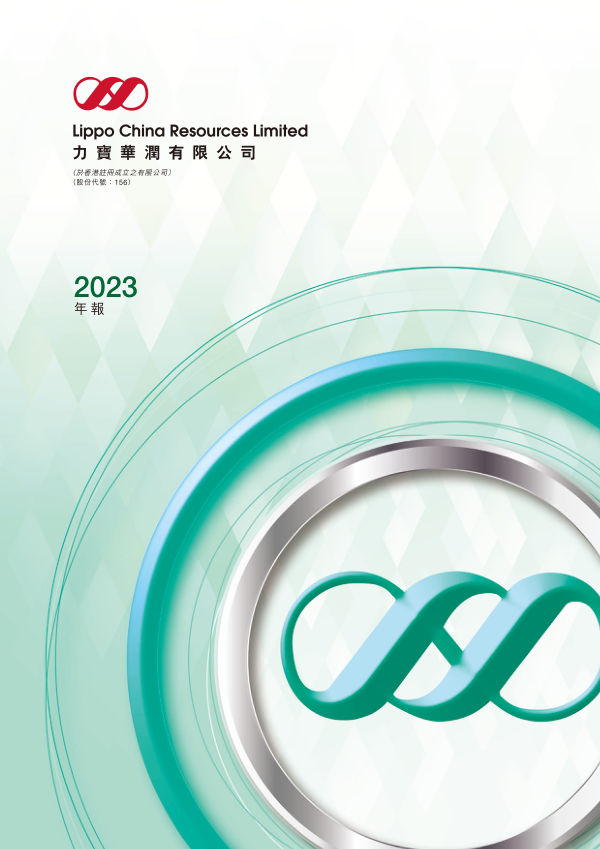 Lippo China Resources Limited
力寶華潤有限公司
(於香港註冊成立之有限公司)
(股份代號：156)
2023
年報